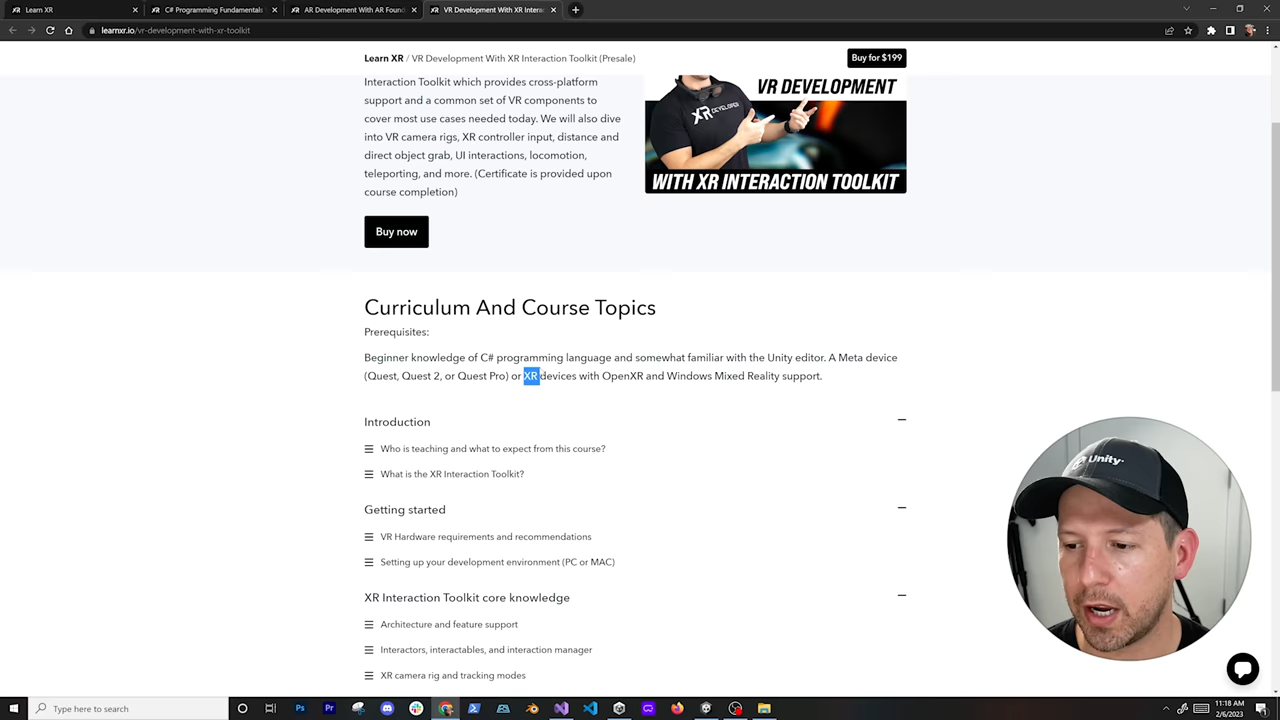 Learn XR
C# Programming Fundamentals
AR Development With AR Found
VR Development With XR Intera
learnxr.io/vr-development-with-xr-toolkit
Learn XR / VR Development With XR Interaction Toolkit (Presale)
Buy for $199
Interaction Toolkit which provides cross-platform
support and a common set of VR components to
cover most use cases needed today. We will also dive
into VR camera rigs, XR controller input, distance and
direct object grab, UI interactions, locomotion,
teleporting, and more. (Certificate is provided upon
course completion)
VR DEVELOPMENT
XR DEVELOPER
WITH XR INTERACTION TOOLKIT
Buy now
Curriculum And Course Topics
Prerequisites:
Beginner knowledge of C# programming language and somewhat familiar with the Unity editor. A Meta device
(Quest, Quest 2, or Quest Pro) or XR devices with OpenXR and Windows Mixed Reality support.
Introduction
Who is teaching and what to expect from this course?
What is the XR Interaction Toolkit?
Getting started
VR Hardware requirements and recommendations
Setting up your development environment (PC or MAC)
XR Interaction Toolkit core knowledge
Architecture and feature support
Interactors, interactables, and interaction manager
XR camera rig and tracking modes
Unity
Type here to search
Ps
Pr
11:18 AM
2/6/2023